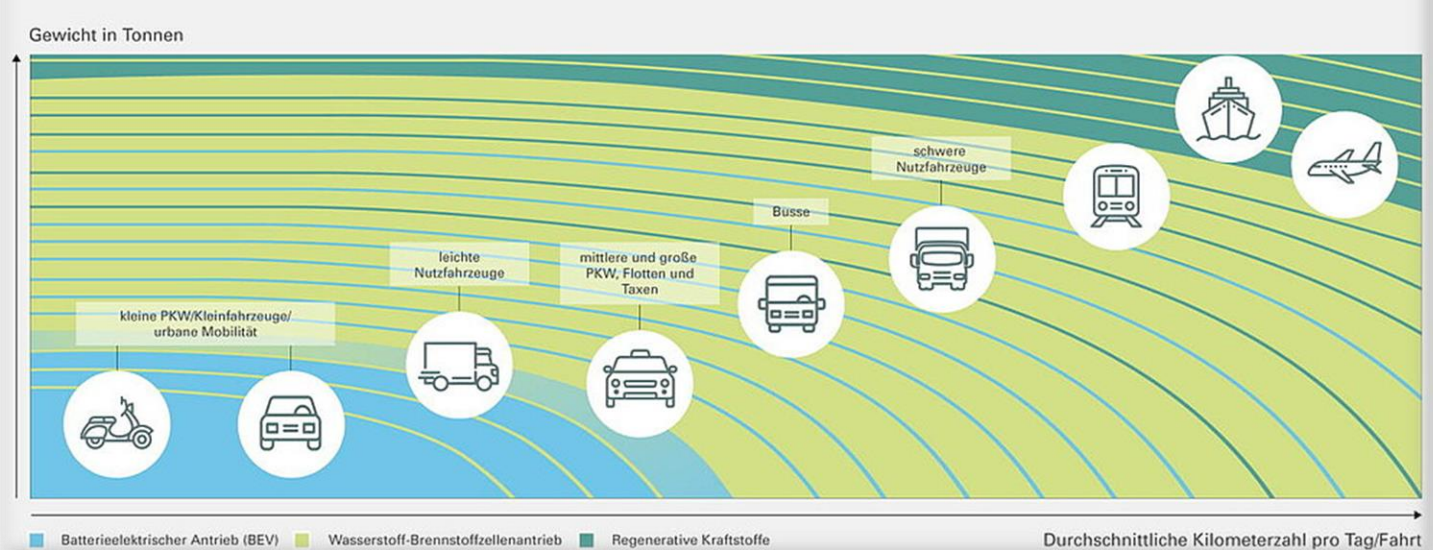 Gewicht in Tonnen
schwere
Nutzfahrzeuge
Busse
leichte
Nutzfahrzeuge
mittlere und große
PKW, Flotten und
Taxen
kleine PKW/Kleinfahrzeuge/
urbane Mobilität
Batterieelektrischer Antrieb (BEV)
Wasserstoff-Brennstoffzellenantrieb
Regenerative Kraftstoffe
Durchschnittliche Kilometerzahl pro Tag/Fahrt